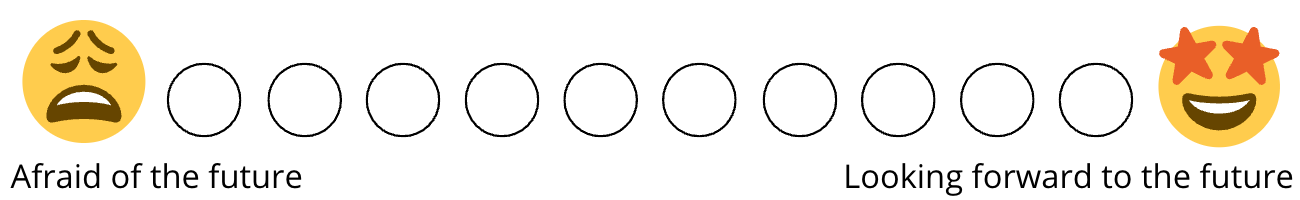 Afraid of the future
Looking forward to the future